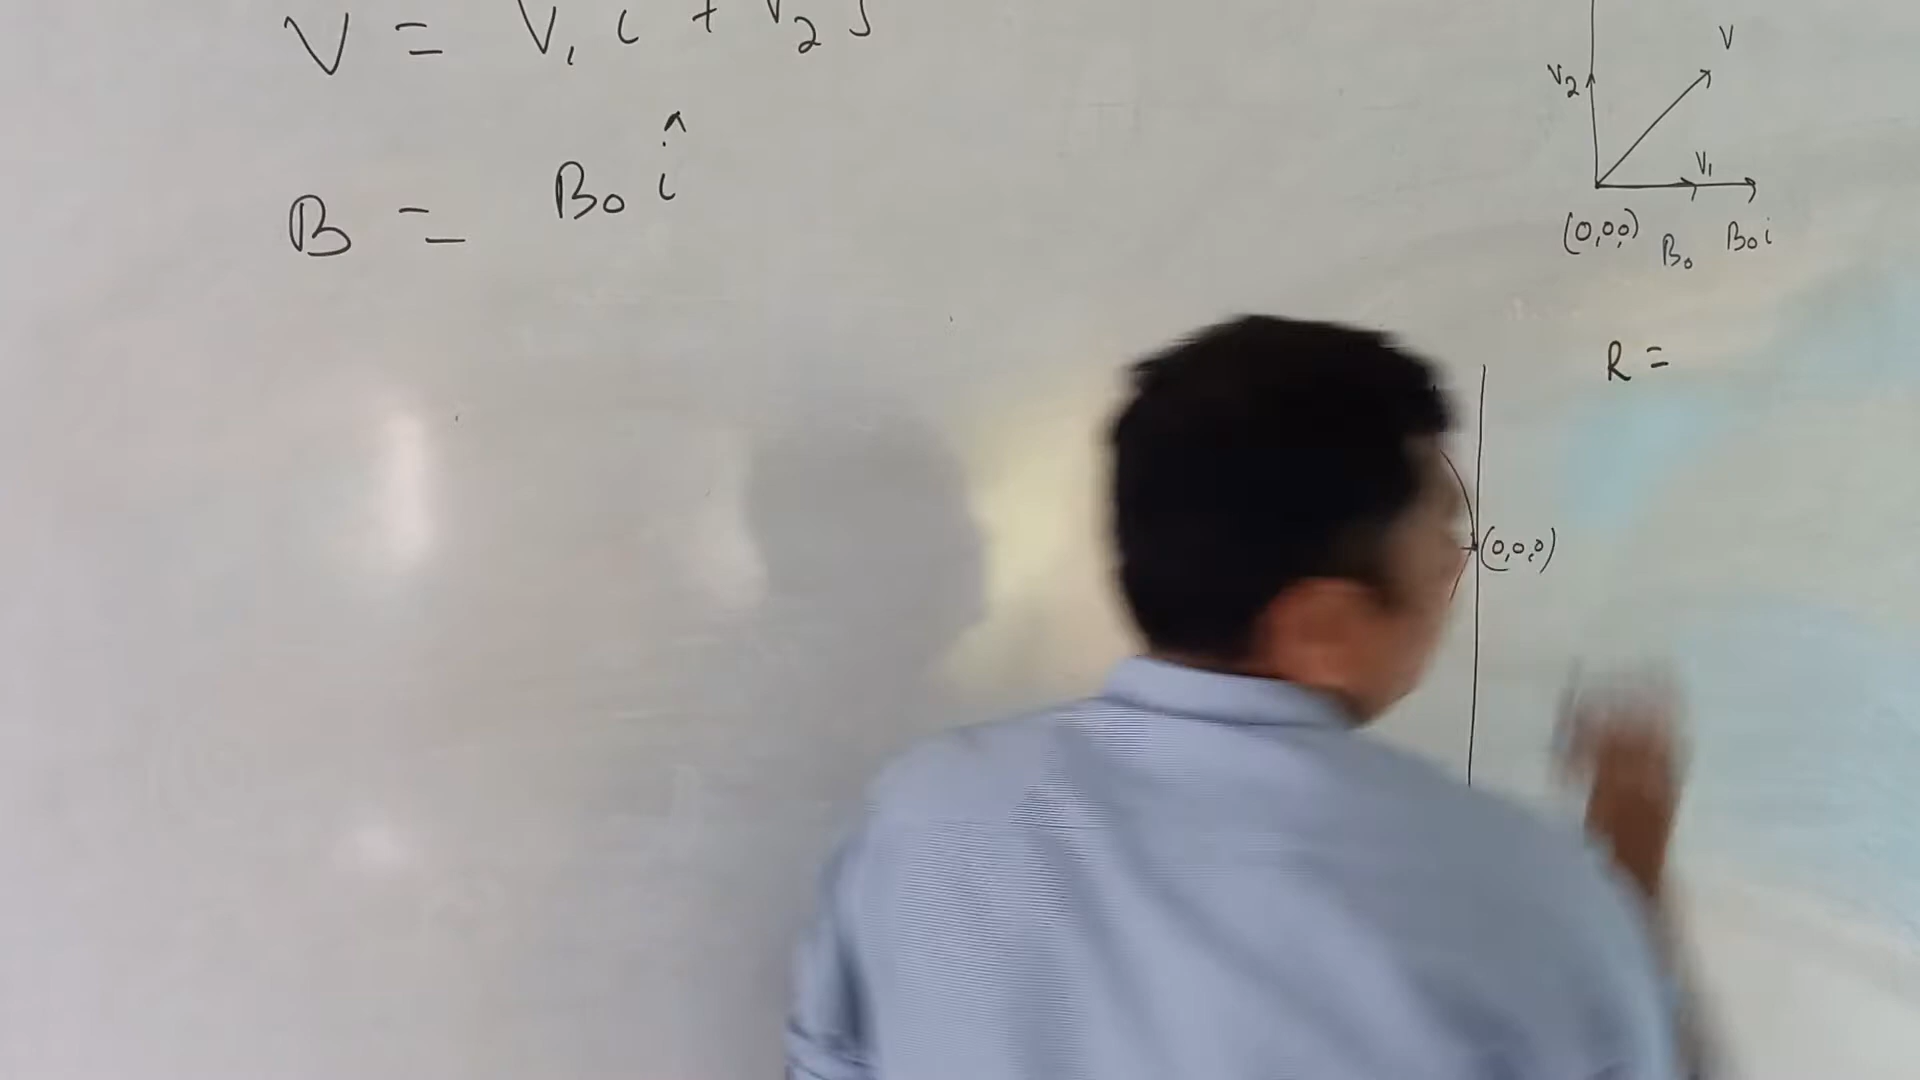 V = V₁ i + V₂ j
B = B₀ î
V
V₂
V₁
(0,0,0)
B₀
B₀ i
R =
(0,0,0)